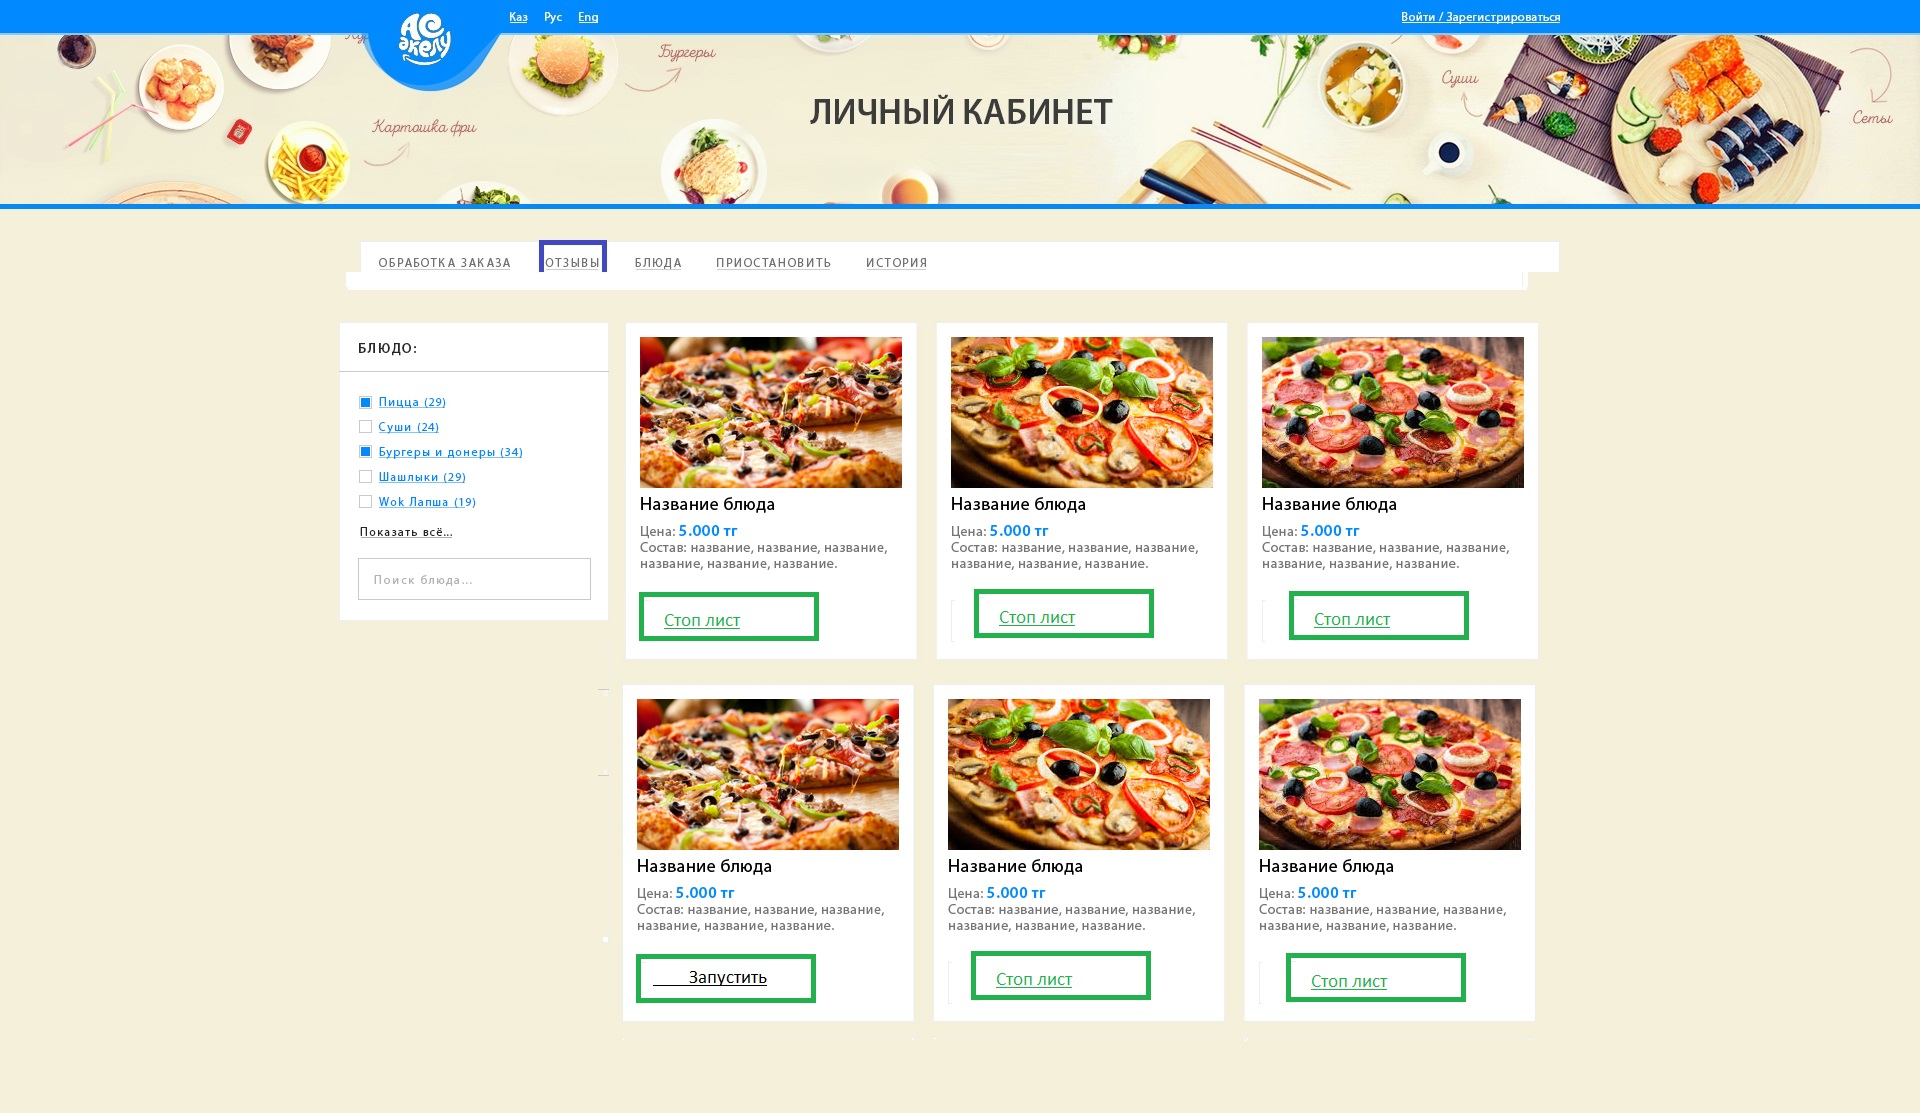 Каз Рус Eng
Войти / Зарегистрироваться
АС
әкелу
Бургеры
Картошка фри
Суши
Сеты
ЛИЧНЫЙ КАБИНЕТ
ОБРАБОТКА ЗАКАЗА ОТЗЫВЫ БЛЮДА ПРИОСТАНОВИТЬ ИСТОРИЯ
БЛЮДО:
Пицца (29)
Суши (24)
Бургеры и донеры (34)
Шашлыки (29)
Wok Лапша (19)
Показать всё...
Поиск блюда...
Название блюда
Цена: 5.000 тг
Состав: название, название, название,
название, название, название.
Стоп лист
Название блюда
Цена: 5.000 тг
Состав: название, название, название,
название, название, название.
Стоп лист
Название блюда
Цена: 5.000 тг
Состав: название, название, название,
название, название, название.
Стоп лист
Название блюда
Цена: 5.000 тг
Состав: название, название, название,
название, название, название.
Запустить
Название блюда
Цена: 5.000 тг
Состав: название, название, название,
название, название, название.
Стоп лист
Название блюда
Цена: 5.000 тг
Состав: название, название, название,
название, название, название.
Стоп лист